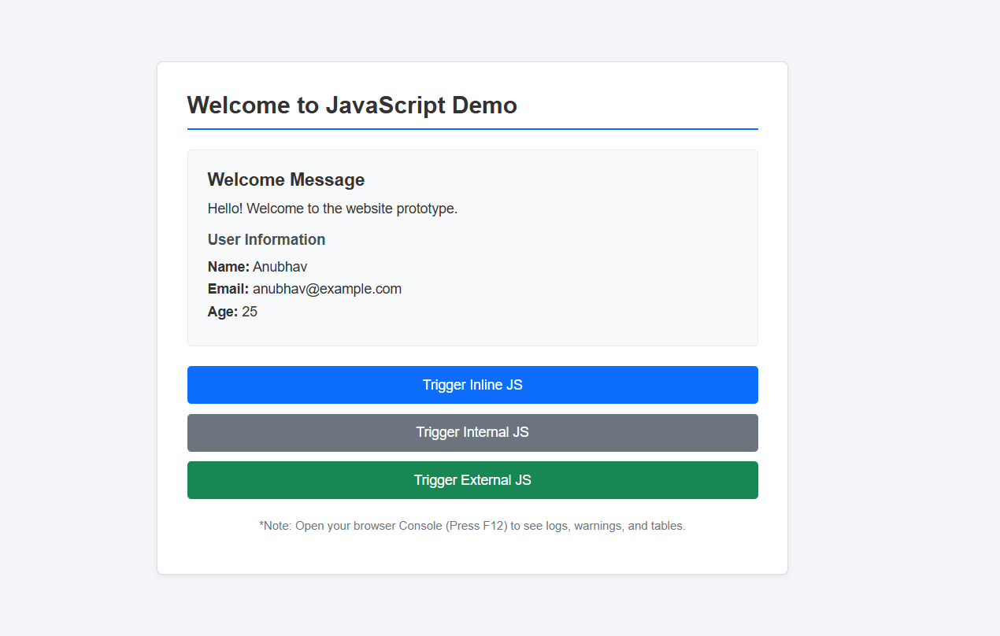 Welcome to JavaScript Demo
Welcome Message
Hello! Welcome to the website prototype.
User Information
Name: Anubhav
Email: anubhav@example.com
Age: 25
Trigger Inline JS
Trigger Internal JS
Trigger External JS
*Note: Open your browser Console (Press F12) to see logs, warnings, and tables.